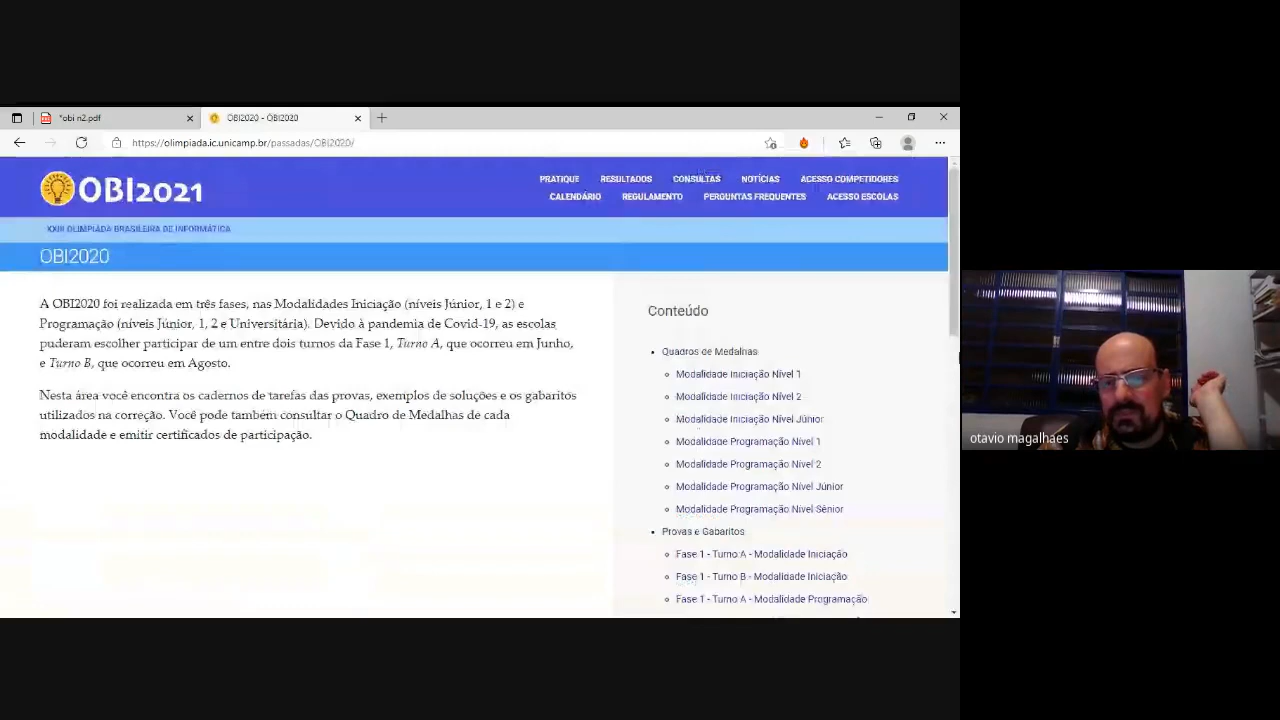 *obi n2.pdf
OBI2020 - OBI2020
https://olimpiada.ic.unicamp.br/passadas/OBI2020/
OBI2021
PRATIQUE RESULTADOS CONSULTAS NOTÍCIAS ACESSO COMPETIDORES
CALENDÁRIO REGULAMENTO PERGUNTAS FREQUENTES ACESSO ESCOLAS
XXIII OLIMPÍADA BRASILEIRA DE INFORMÁTICA
OBI2020
A OBI2020 foi realizada em três fases, nas Modalidades Iniciação (níveis Júnior, 1 e 2) e
Programação (níveis Júnior, 1, 2 e Universitária). Devido à pandemia de Covid-19, as escolas
puderam escolher participar de um entre dois turnos da Fase 1, Turno A, que ocorreu em Junho,
e Turno B, que ocorreu em Agosto.
Nesta área você encontra os cadernos de tarefas das provas, exemplos de soluções e os gabaritos
utilizados na correção. Você pode também consultar o Quadro de Medalhas de cada
modalidade e emitir certificados de participação.
Conteúdo
Quadros de Medalhas
Modalidade Iniciação Nível 1
Modalidade Iniciação Nível 2
Modalidade Iniciação Nível Júnior
Modalidade Programação Nível 1
Modalidade Programação Nível 2
Modalidade Programação Nível Júnior
Modalidade Programação Nível Sênior
Provas e Gabaritos
Fase 1 - Turno A - Modalidade Iniciação
Fase 1 - Turno B - Modalidade Iniciação
Fase 1 - Turno A - Modalidade Programação
otavio magalhaes